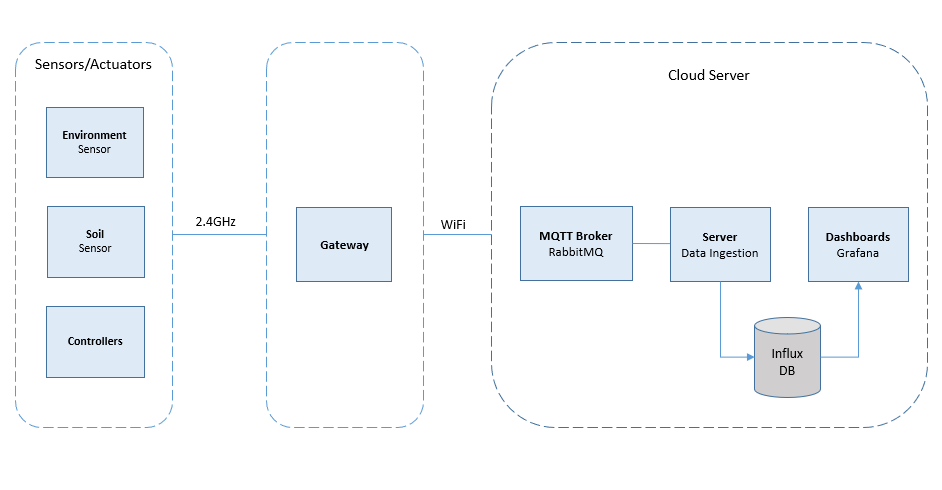 Sensors/Actuators
Environment
Sensor
Soil
Sensor
Controllers
2.4GHz
Gateway
WiFi
Cloud Server
MQTT Broker
RabbitMQ
Server
Data Ingestion
Dashboards
Grafana
Influx
DB